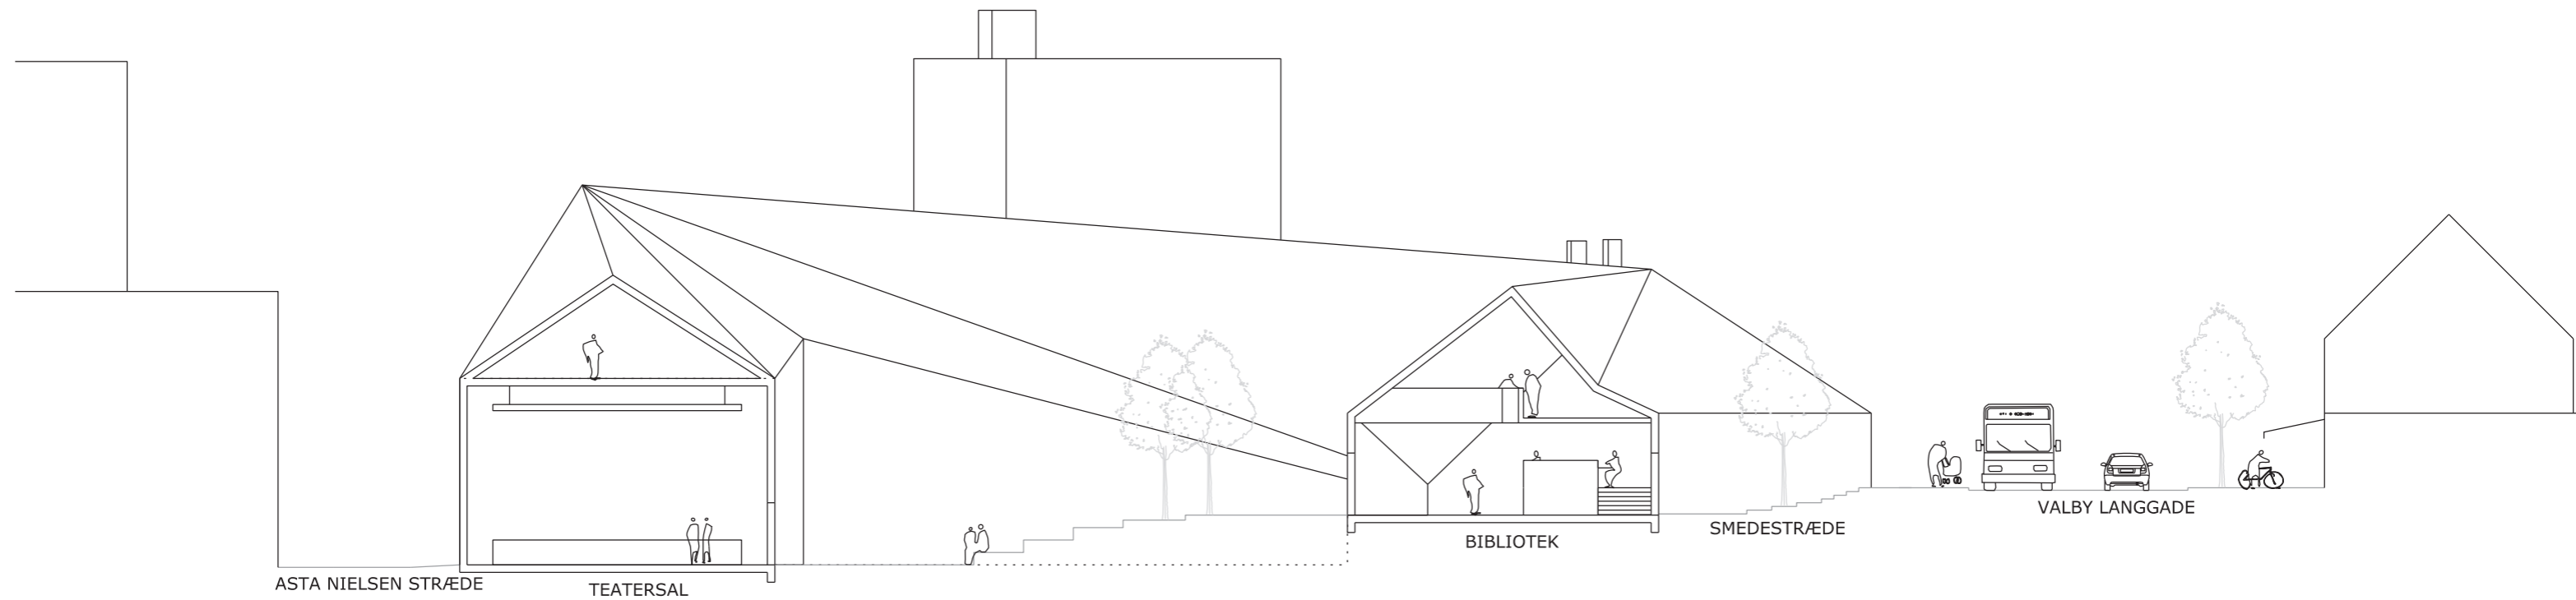 ASTA NIELSEN STRÆDE
TEATERSAL
BIBLIOTEK
SMEDESTRÆDE
VALBY LANGGADE